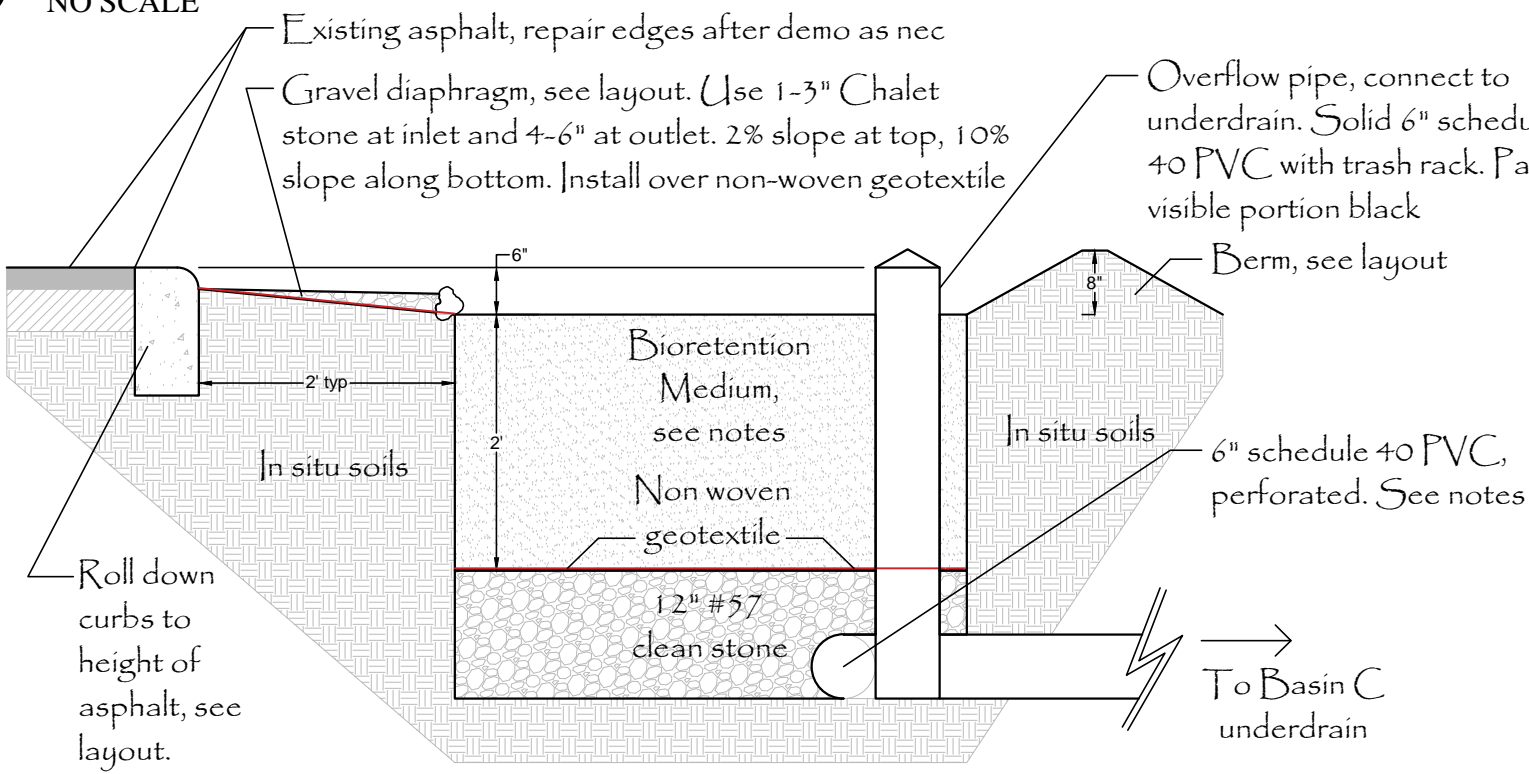 NO SCALE
Existing asphalt, repair edges after demo as nec
Gravel diaphragm, see layout. Use 1-3" Chalet
stone at inlet and 4-6" at outlet. 2% slope at top, 10%
slope along bottom. Install over non-woven geotextile
Overflow pipe, connect to
underdrain. Solid 6"
40 PVC with trash rack.
visible portion black
Berm, see layout
6"
8"
Bioretention
Medium,
see notes
2' typ
2'
In situ soils
In situ soils
6" schedule 40 PVC,
perforated. See notes
Non woven
geotextile
Roll down
curbs to
height of
asphalt, see
layout.
12" #57
clean stone
To Basin C
underdrain